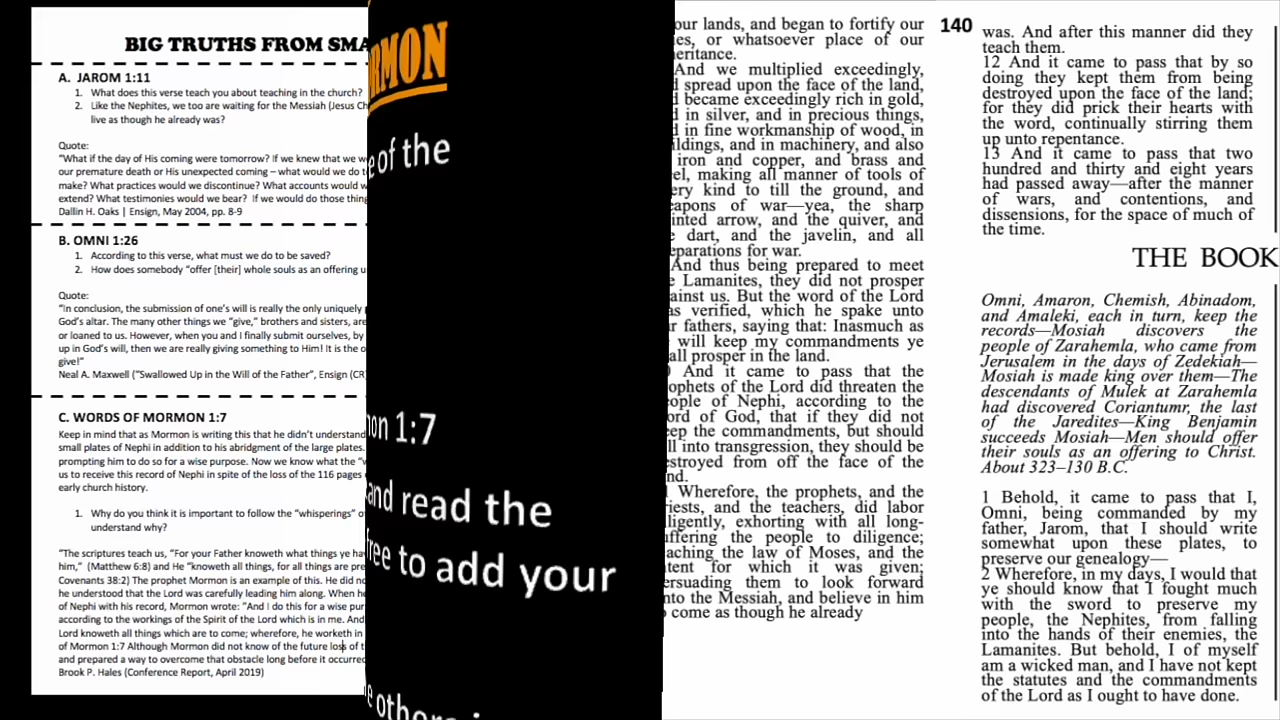 BIG TRUTHS FROM
A. JAROM 1:11
1. What does this verse teach you about teaching in the church?
2. Like the Nephites, we too are waiting for the Messiah (Jesus
live as though he already was?
Quote:
"What if the day of His coming were tomorrow? If we knew that we
our premature death or His unexpected coming – what would we do
make? What practices would we discontinue? What accounts would
extend? What testimonies would we bear? If we would do those
Dallin H. Oaks | Ensign, May 2004, pp. 8-9
B. OMNI 1:26
1. According to this verse, what must we do to be saved?
2. How does somebody "offer [their] whole souls as an offering
Quote:
"In conclusion, the submission of one's will is really the only uniquely
God's altar. The many other things we "give," brothers and sisters, are
or loaned to us. However, when you and I finally submit ourselves, by
up in God's will, then we are really giving something to Him! It is the
give!"
Neal A. Maxwell ("Swallowed Up in the Will of the Father", Ensign (CR)
C. WORDS OF MORMON 1:7
Keep in mind that as Mormon is writing this that he didn't understand
small plates of Nephi in addition to his abridgment of the large plates.
prompting him to do so for a wise purpose. Now we know what the
us to receive this record of Nephi in spite of the loss of the 116 pages
early church history.
1. Why do you think it is important to follow the "whisperings"
understand why?
"The scriptures teach us, "For your Father knoweth what things ye
him," (Matthew 6:8) and He "knoweth all things, for all things are
Covenants 38:2) The prophet Mormon is an example of this. He did
he understood that the Lord was carefully leading him along. When
of Nephi with his record, Mormon wrote: "And I do this for a wise
according to the workings of the Spirit of the Lord which is in me. And
Lord knoweth all things which are to come; wherefore, he worketh in
of Mormon 1:7 Although Mormon did not know of the future loss of
and prepared a way to overcome that obstacle long before it occurred
Brook P. Hales (Conference Report, April 2019)
of the
1:7
and read the
to add your
our lands, and began to fortify our
or whatsoever place of our
And we multiplied exceedingly,
spread upon the face of the land,
became exceedingly rich in gold,
in silver, and in precious things,
in fine workmanship of wood, in
and in machinery, and also
iron and copper, and brass and
making all manner of tools of
kind to till the ground, and
of war—yea, the sharp
arrow, and the quiver, and
dart, and the javelin, and all
for war.
And thus being prepared to meet
Lamanites, they did not prosper
us. But the word of the Lord
verified, which he spake unto
fathers, saying that: Inasmuch as
will keep my commandments ye
prosper in the land.
And it came to pass that the
of the Lord did threaten the
of Nephi, according to the
of God, that if they did not
the commandments, but should
into transgression, they should be
from off the face of the
Wherefore, the prophets, and the
and the teachers, did labor
exhorting with all long-
the people to diligence;
the law of Moses, and the
for which it was given;
them to look forward
the Messiah, and believe in him
come as though he already
140
was. And after this manner did they
teach them.
12 And it came to pass that by so
doing they kept them from being
destroyed upon the face of the land;
for they did prick their hearts with
the word, continually stirring them
up unto repentance.
13 And it came to pass that two
hundred and thirty and eight years
had passed away—after the manner
of wars, and contentions, and
dissensions, for the space of much of
the time.
THE BOOK
Omni, Amaron, Chemish, Abinadom,
and Amaleki, each in turn, keep the
records—Mosiah discovers the
people of Zarahemla, who came from
Jerusalem in the days of Zedekiah—
Mosiah is made king over them—The
descendants of Mulek at Zarahemla
had discovered Coriantumr, the last
of the Jaredites—King Benjamin
succeeds Mosiah—Men should offer
their souls as an offering to Christ.
About 323–130 B.C.
1 Behold, it came to pass that I,
Omni, being commanded by my
father, Jarom, that I should write
somewhat upon these plates, to
preserve our genealogy—
2 Wherefore, in my days, I would that
ye should know that I fought much
with the sword to preserve my
people, the Nephites, from falling
into the hands of their enemies, the
Lamanites. But behold, I of myself
am a wicked man, and I have not kept
the statutes and the commandments
of the Lord as I ought to have done.